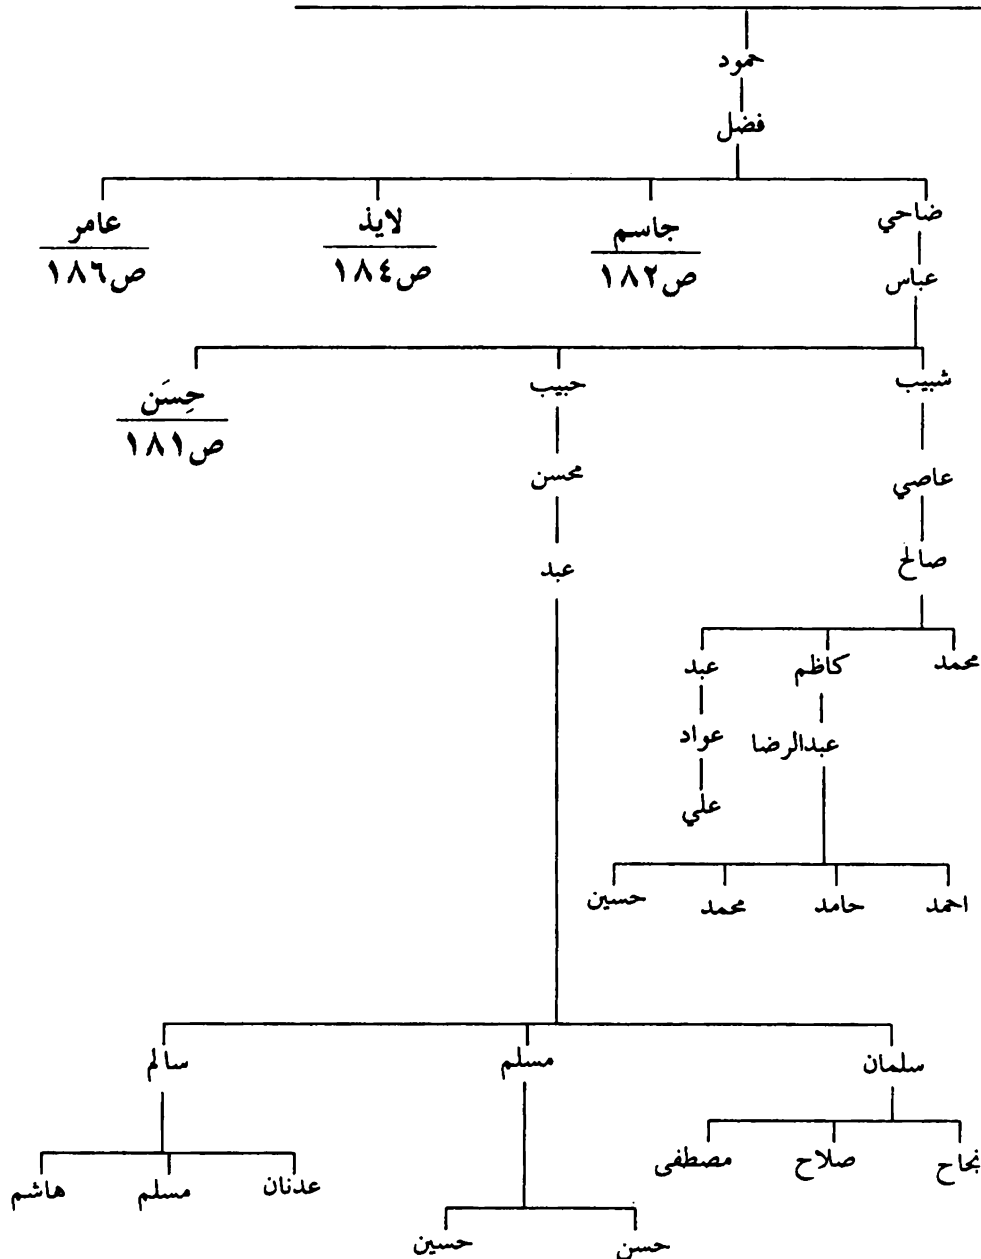 حمود
فضل
ضاحي جاسم لايذ عامر
ص١٨٢ ص١٨٤ ص١٨٦
عباس
شبيب حبيب حِسَن
ص١٨١
عاصي محسن
صالح عبد
محمد كاظم عبد
عبدالرضا عواد
علي
احمد حامد محمد حسين
سلمان مسلم سالم
نجاح صلاح مصطفى عدنان مسلم هاشم
حسن حسين